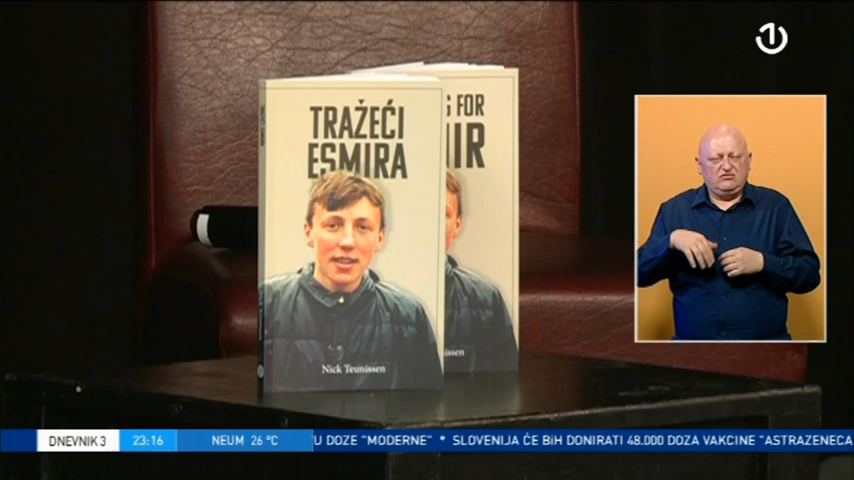 TRAŽEĆI
ESMIRA
Nick Teunissen
G FOR
MIR
issen
DNEVNIK 3
23:16
NEUM 26 °C
U DOZE "MODERNE" * SLOVENIJA ĆE BiH DONIRATI 48.000 DOZA VAKCINE "ASTRAZENECA